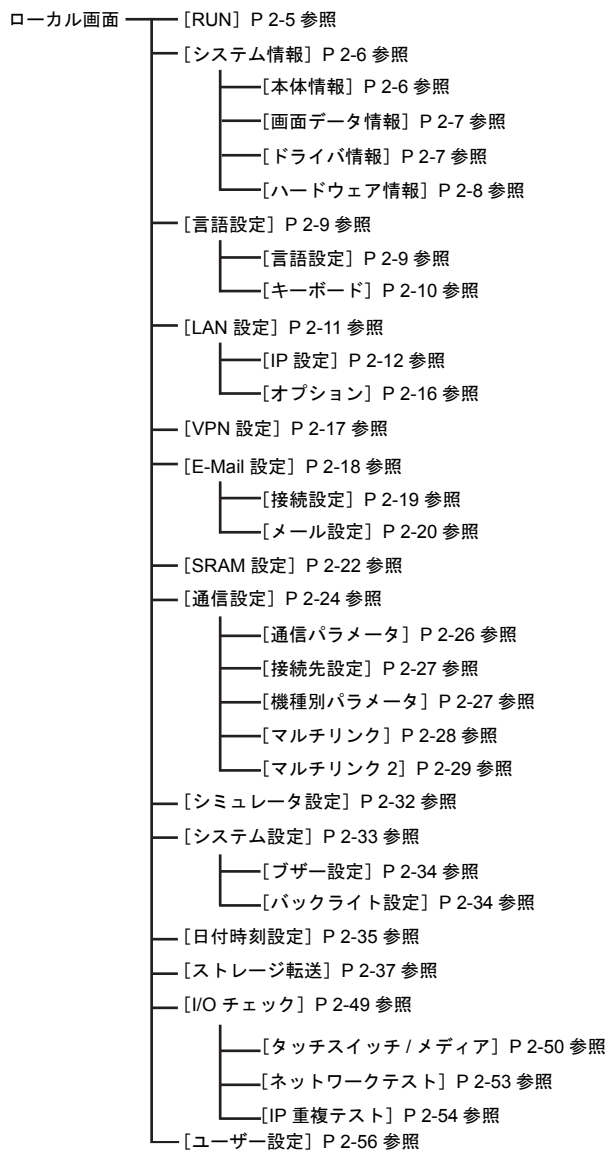 ローカル画面 [RUN] P 2-5 参照
[システム情報] P 2-6 参照
[本体情報] P 2-6 参照
[画面データ情報] P 2-7 参照
[ドライバ情報] P 2-7 参照
[ハードウェア情報] P 2-8 参照
[言語設定] P 2-9 参照
[言語設定] P 2-9 参照
[キーボード] P 2-10 参照
[LAN 設定] P 2-11 参照
[IP 設定] P 2-12 参照
[オプション] P 2-16 参照
[VPN 設定] P 2-17 参照
[E-Mail 設定] P 2-18 参照
[接続設定] P 2-19 参照
[メール設定] P 2-20 参照
[SRAM 設定] P 2-22 参照
[通信設定] P 2-24 参照
[通信パラメータ] P 2-26 参照
[接続先設定] P 2-27 参照
[機種別パラメータ] P 2-27 参照
[マルチリンク] P 2-28 参照
[マルチリンク 2] P 2-29 参照
[シミュレータ設定] P 2-32 参照
[システム設定] P 2-33 参照
[ブザー設定] P 2-34 参照
[バックライト設定] P 2-34 参照
[日付時刻設定] P 2-35 参照
[ストレージ転送] P 2-37 参照
[I/O チェック] P 2-49 参照
[タッチスイッチ / メディア] P 2-50 参照
[ネットワークテスト] P 2-53 参照
[IP 重複テスト] P 2-54 参照
[ユーザー設定] P 2-56 参照